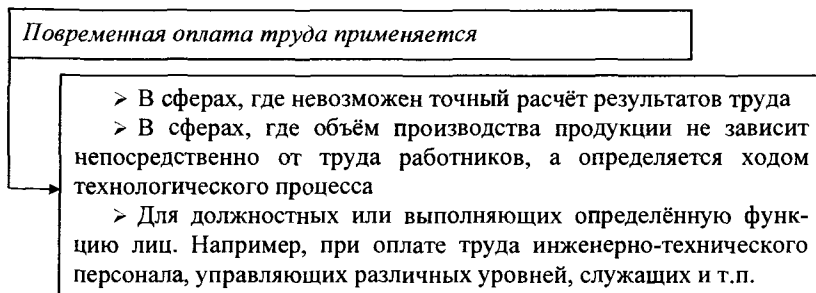 Повременная оплата труда применяется
➢ В сферах, где невозможен точный расчёт результатов труда
➢ В сферах, где объём производства продукции не зависит
непосредственно от труда работников, а определяется ходом
технологического процесса
➢ Для должностных или выполняющих определённую функ-
цию лиц. Например, при оплате труда инженерно-технического
персонала, управляющих различных уровней, служащих и т.п.